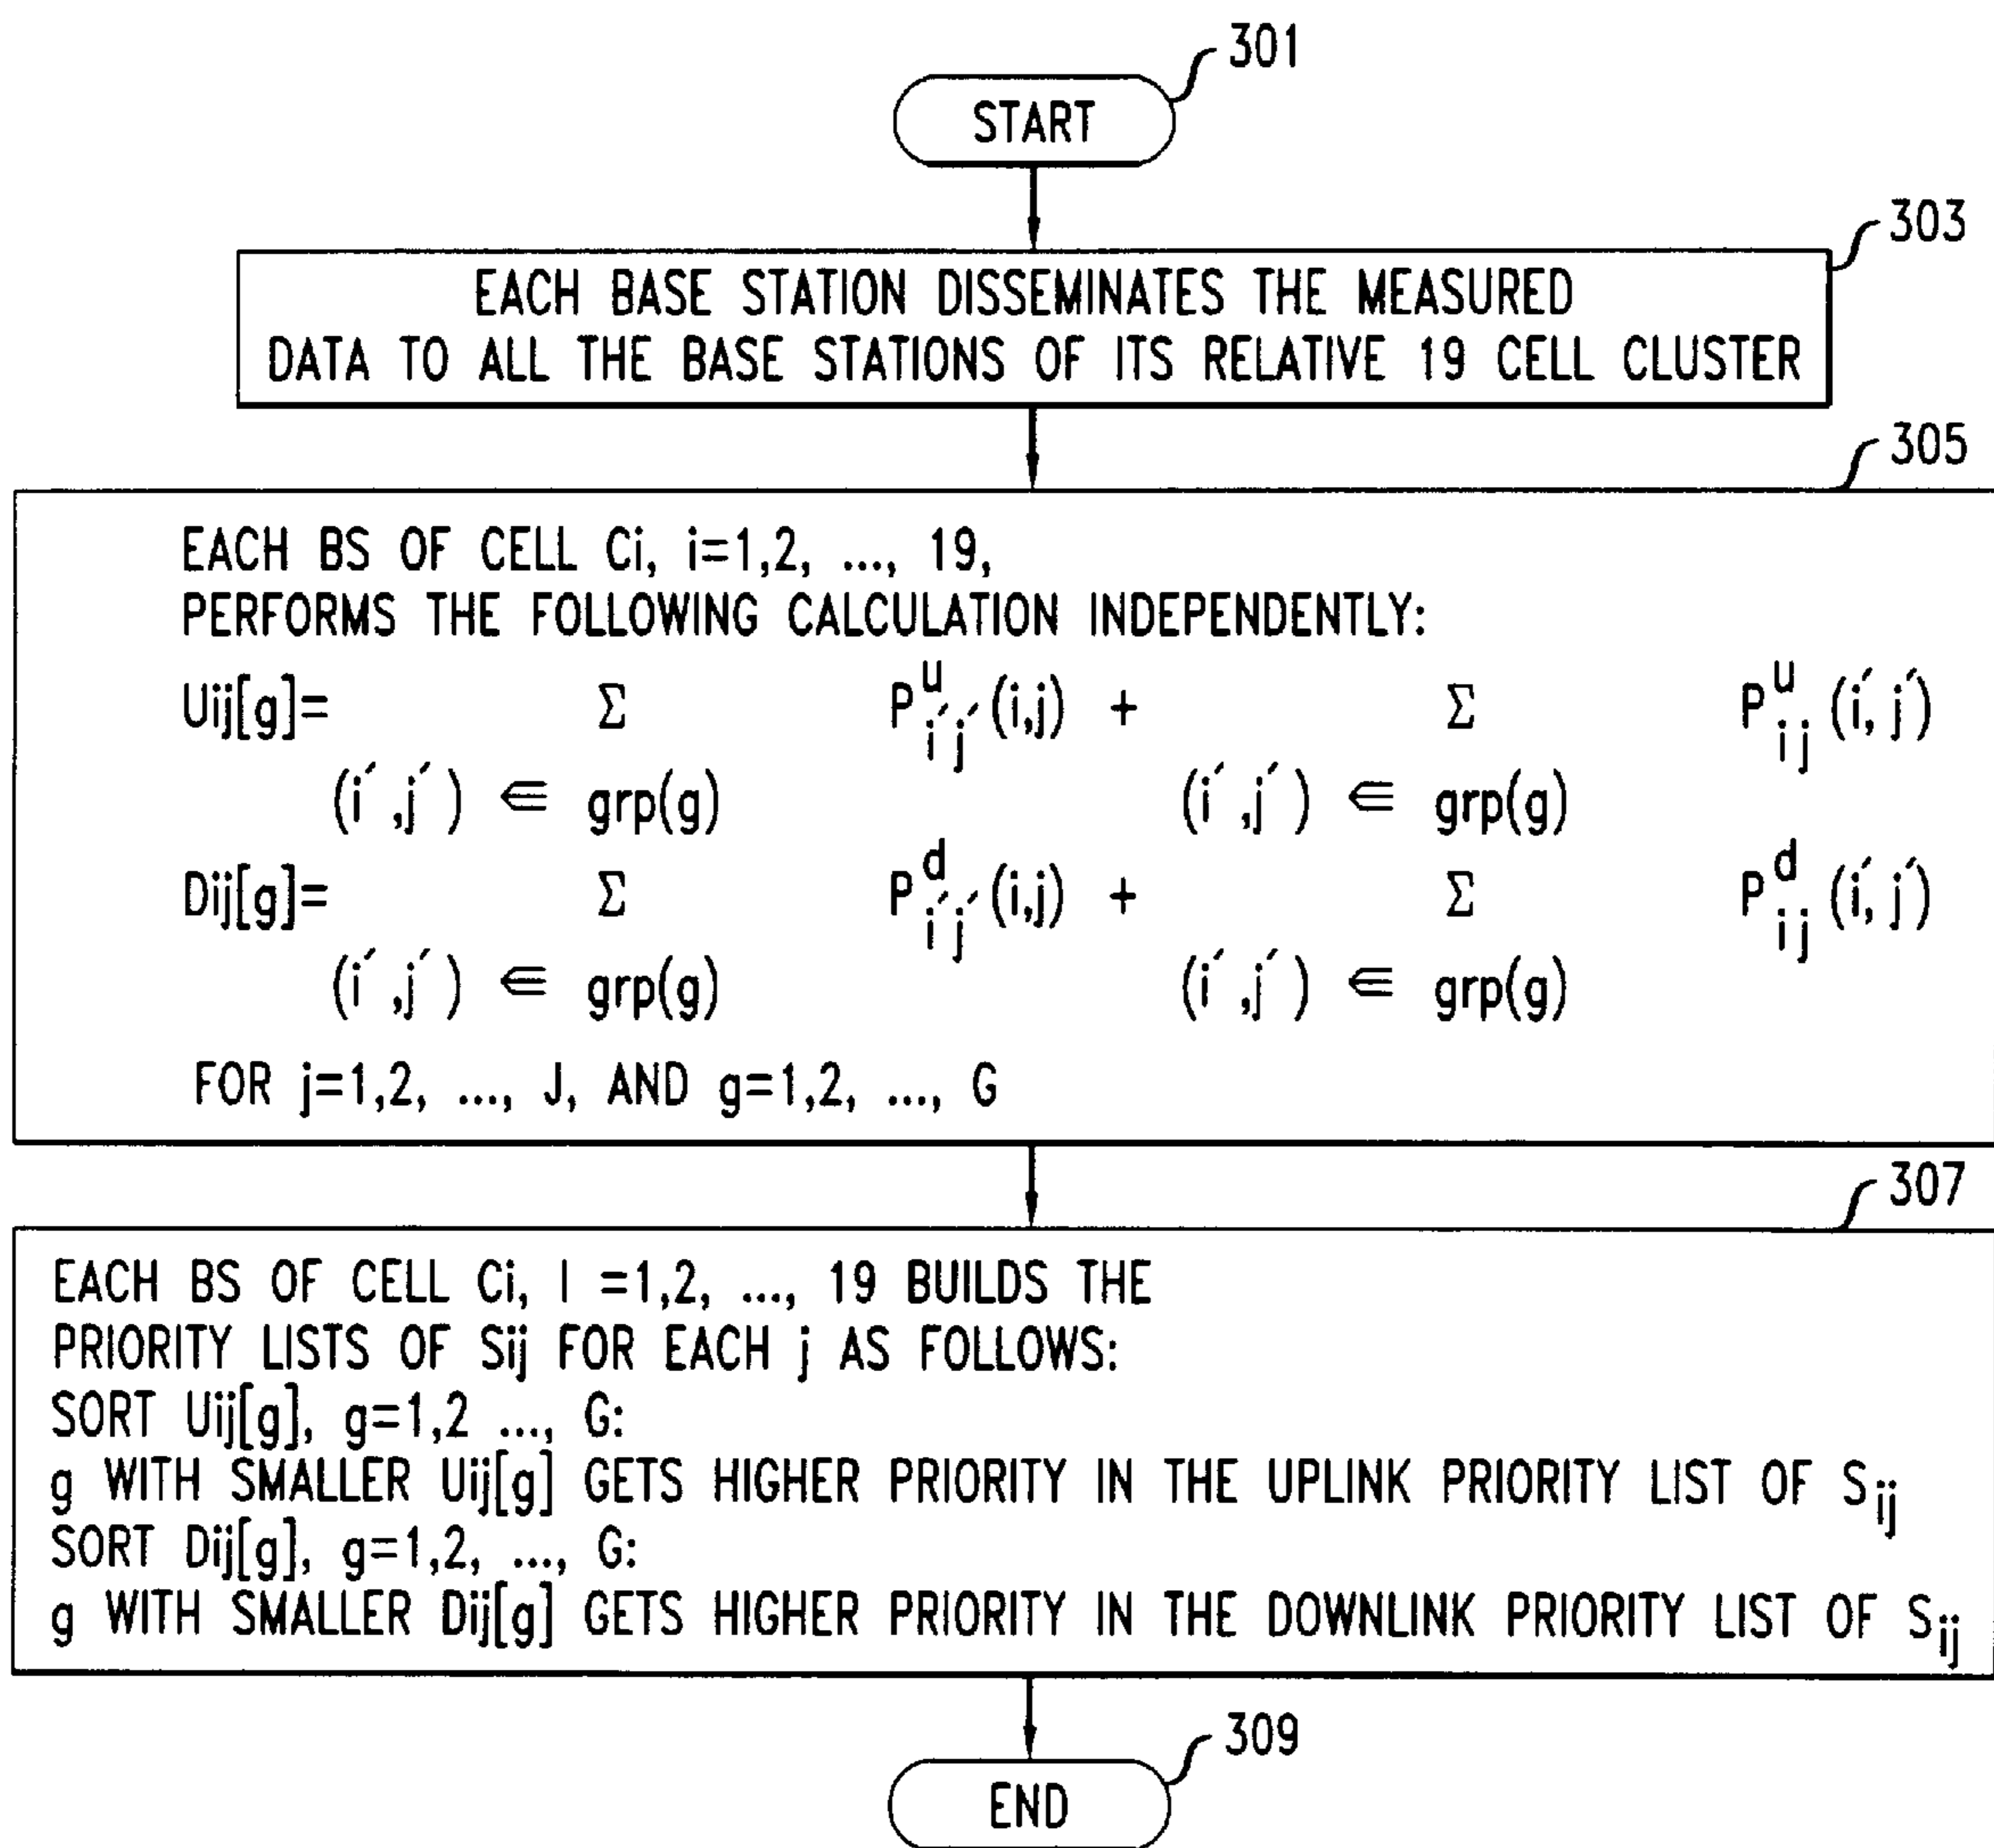 301
START
303
EACH BASE STATION DISSEMINATES THE MEASURED
DATA TO ALL THE BASE STATIONS OF ITS RELATIVE 19 CELL CLUSTER
305
EACH BS OF CELL Ci, i=1,2, ..., 19,
PERFORMS THE FOLLOWING CALCULATION INDEPENDENTLY:
Uij[g]= Σ P^u_i´j´(i,j) + Σ P^u_ij(i´,j´)
(i´,j´) ⋹ grp(g) (i´,j´) ⋹ grp(g)
Dij[g]= Σ P^d_i´j´(i,j) + Σ P^d_ij(i´,j´)
(i´,j´) ⋹ grp(g) (i´,j´) ⋹ grp(g)
FOR j=1,2, ..., J, AND g=1,2, ..., G
307
EACH BS OF CELL Ci, I =1,2, ..., 19 BUILDS THE
PRIORITY LISTS OF Sij FOR EACH j AS FOLLOWS:
SORT Uij[g], g=1,2 ..., G:
g WITH SMALLER Uij[g] GETS HIGHER PRIORITY IN THE UPLINK PRIORITY LIST OF S_ij
SORT Dij[g], g=1,2, ..., G:
g WITH SMALLER Dij[g] GETS HIGHER PRIORITY IN THE DOWNLINK PRIORITY LIST OF S_ij
309
END